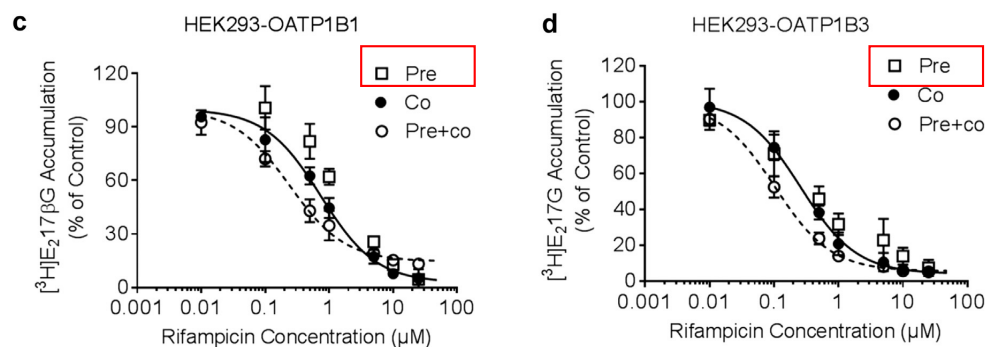 c
HEK293-OATP1B1
Pre
Co
Pre+co
[³H]E₂17βG Accumulation
(% of Control)
120
90
60
30
0
0.001 0.01 0.1 1 10 100
Rifampicin Concentration (μM)
d
HEK293-OATP1B3
Pre
Co
Pre+co
[³H]E₂17G Accumulation
(% of Control)
120
100
80
60
40
20
0
0.001 0.01 0.1 1 10 100
Rifampicin Concentration (μM)